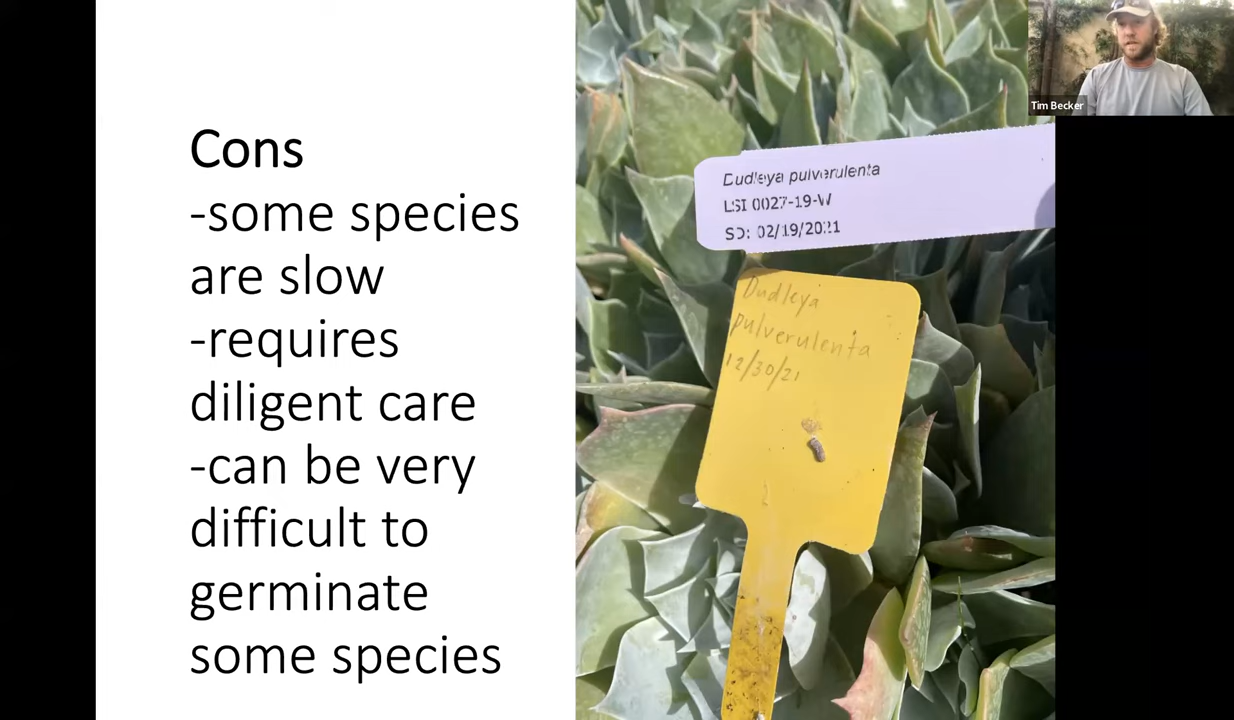 Cons
-some species
are slow
-requires
diligent care
-can be very
difficult to
germinate
some species
Dudleya pulverulenta
LSI 0027-19-W
SD: 02/19/2021
Dudleya
pulverulenta
12/30/21
Tim Becker